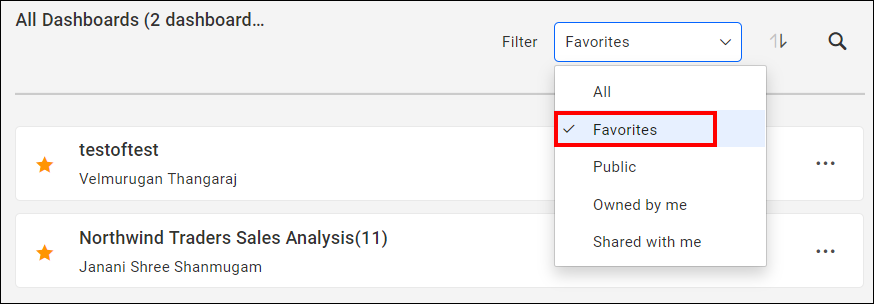 All Dashboards (2 dashboard...
Filter
Favorites
All
Favorites
Public
Owned by me
Shared with me
testoftest
Velmurugan Thangaraj
Northwind Traders Sales Analysis(11)
Janani Shree Shanmugam